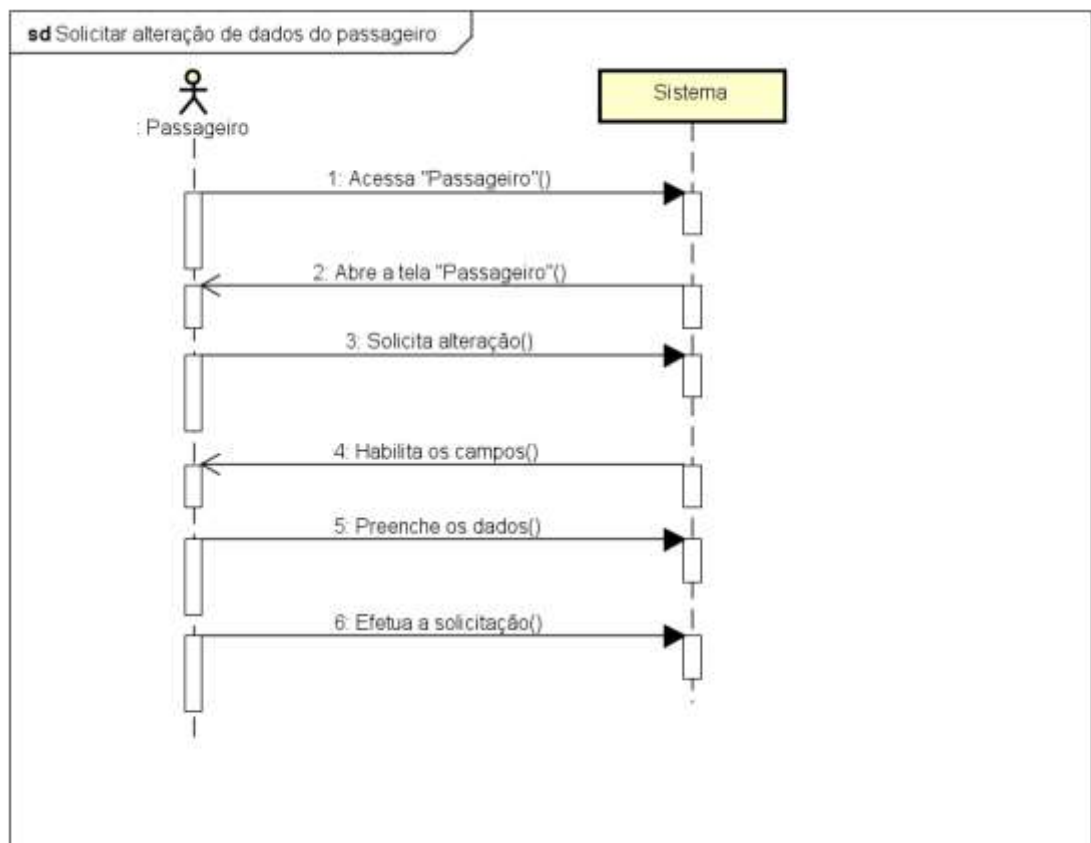 sd Solicitar alteração de dados do passageiro
Sistema
: Passageiro
1: Acessa "Passageiro"()
2: Abre a tela "Passageiro"()
3: Solicita alteração()
4: Habilita os campos()
5: Preenche os dados()
6: Efetua a solicitação()